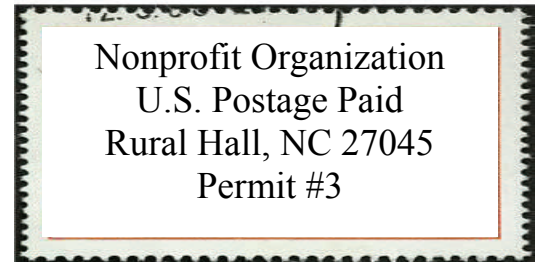 Nonprofit Organization
U.S. Postage Paid
Rural Hall, NC 27045
Permit #3